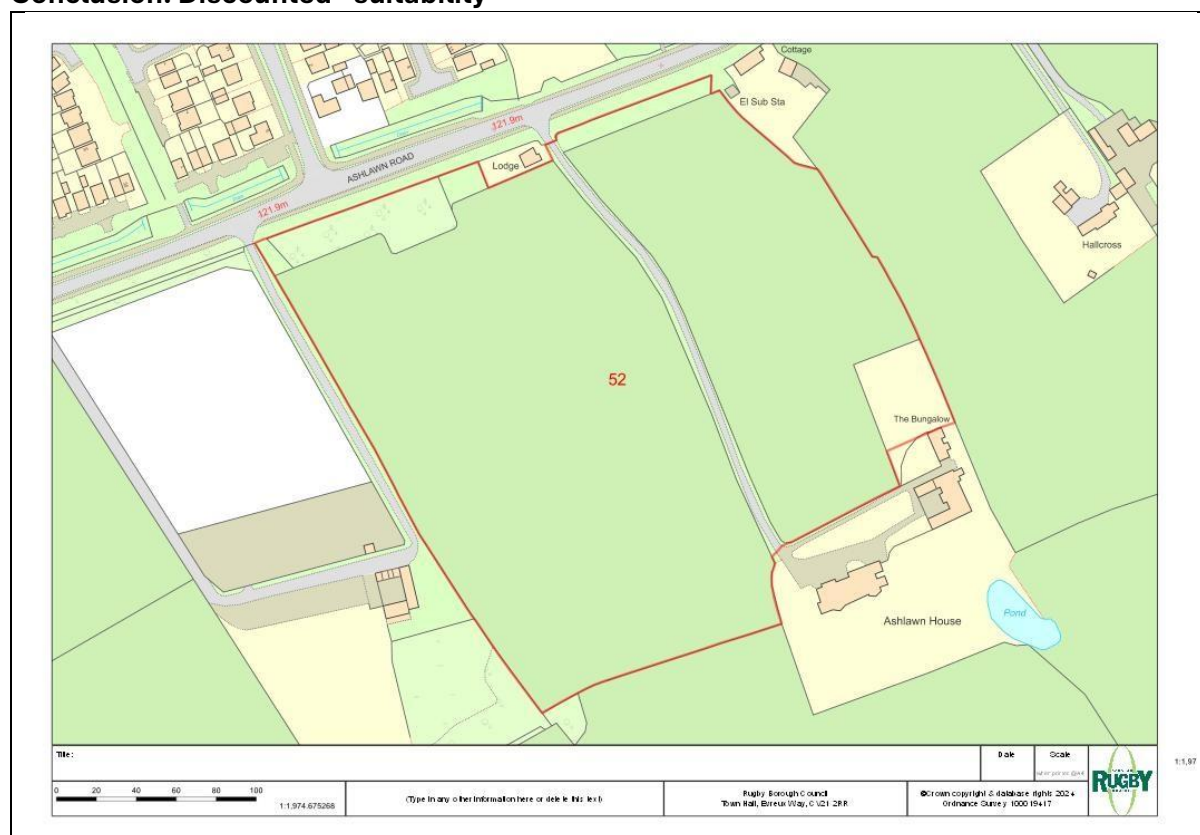 Conclusion: Discounted - suitability
Cottage
El Sub Sta
121.9m
ASHLAWN ROAD
Lodge
121.9m
Hallcross
52
The Bungalow
Pond
Ashlawn House
Title:
Date
Scale
0 20 40 60 80 100
1:1,974.675268
(Type in any other information here or delete this text)
Rugby Borough Council
Town Hall, Evreux Way, CV21 2RR
©Crown copyright & database rights 2024
Ordnance Survey 100019417
RUGBY
1:1,97